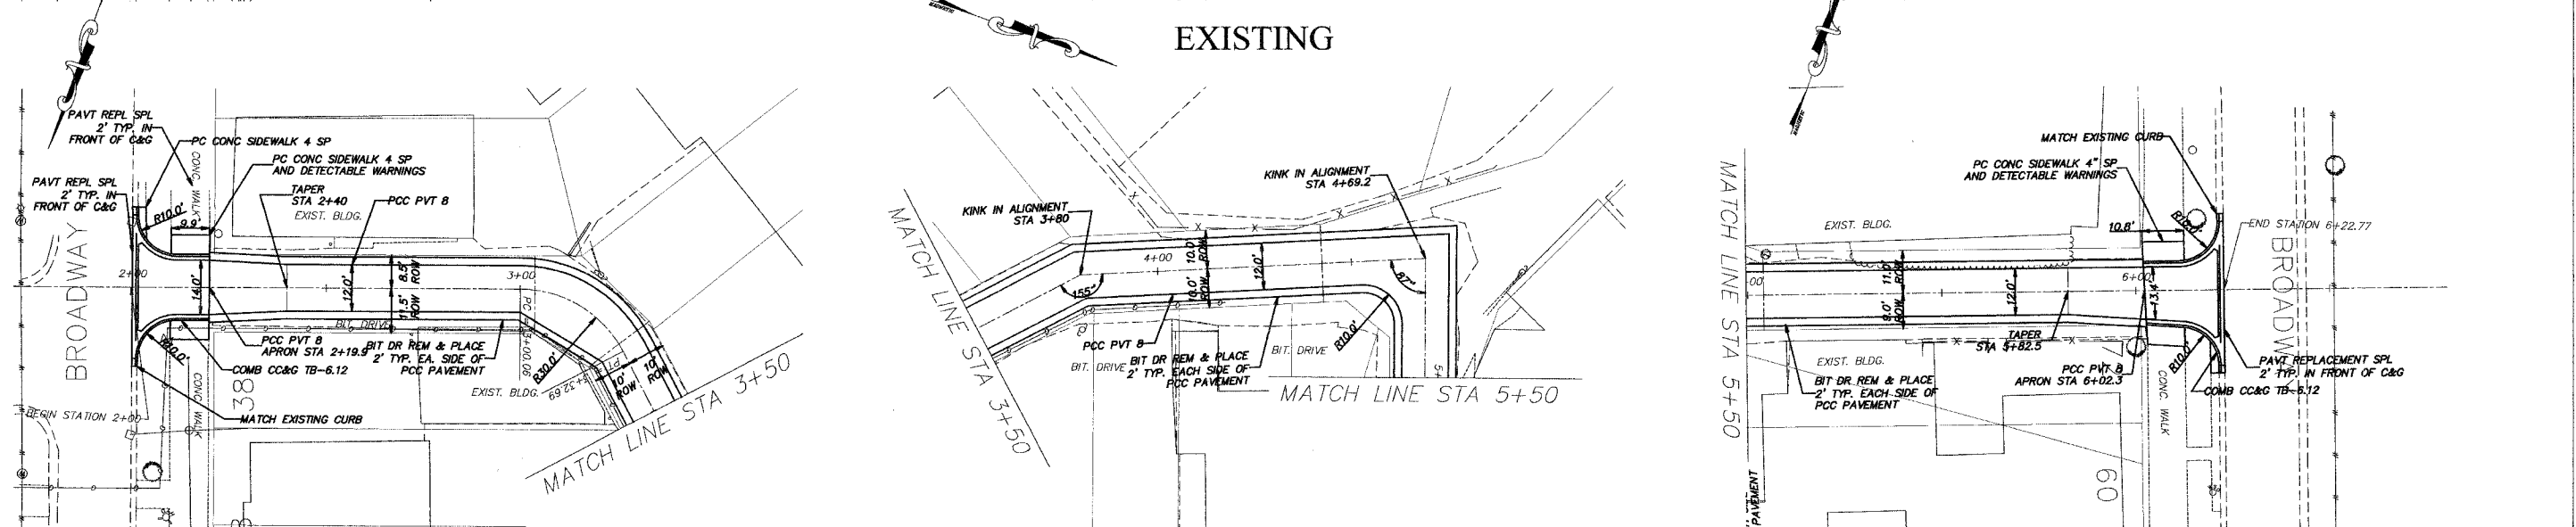 EXISTING
PAVT REPL SPL
2' TYP. IN
FRONT OF C&G
PC CONC SIDEWALK 4 SP
PC CONC SIDEWALK 4 SP
AND DETECTABLE WARNINGS
CONC WALK
PAVT REPL SPL
2' TYP. IN
FRONT OF C&G
TAPER
STA 2+40
EXIST. BLDG.
PCC PVT 8
R10.0'
9.9'
BROADWAY
2+00
14.0'
12.0'
8.5'
ROW
11.5'
ROW
3+00
BIT DRIVE
PCC PVT 8
APRON STA 2+19.9
BIT DR REM & PLACE
2' TYP. EA. SIDE OF
PCC PAVEMENT
COMB CC&G TB-6.12
R30.0'
EXIST. BLDG.
10'
ROW
10'
ROW
CONC WALK
38
BEGIN STATION 2+00
MATCH EXISTING CURB
MATCH LINE STA 3+50
KINK IN ALIGNMENT
STA 4+69.2
KINK IN ALIGNMENT
STA 3+80
MATCH LINE STA 3+50
4+00
10.0'
ROW
10.0'
ROW
12.0'
155°
87°
R10.0'
PCC PVT 8
BIT. DRIVE
BIT DR REM & PLACE
2' TYP. EACH SIDE OF
PCC PAVEMENT
BIT. DRIVE
MATCH LINE STA 5+50
MATCH EXISTING CURB
PC CONC SIDEWALK 4" SP
AND DETECTABLE WARNINGS
MATCH LINE STA 5+50
EXIST. BLDG.
10.8'
END STATION 6+22.77
BROADWAY
00
11.0'
ROW
9.0'
ROW
12.0'
6+00
13.4'
TAPER
STA 5+82.5
EXIST. BLDG.
PCC PVT 8
APRON STA 6+02.3
PAVT REPLACEMENT SPL
2' TYP. IN FRONT OF C&G
BIT DR REM & PLACE
2' TYP. EACH SIDE OF
PCC PAVEMENT
COMB CC&G TB-6.12
CONC WALK
60
PAVEMENT